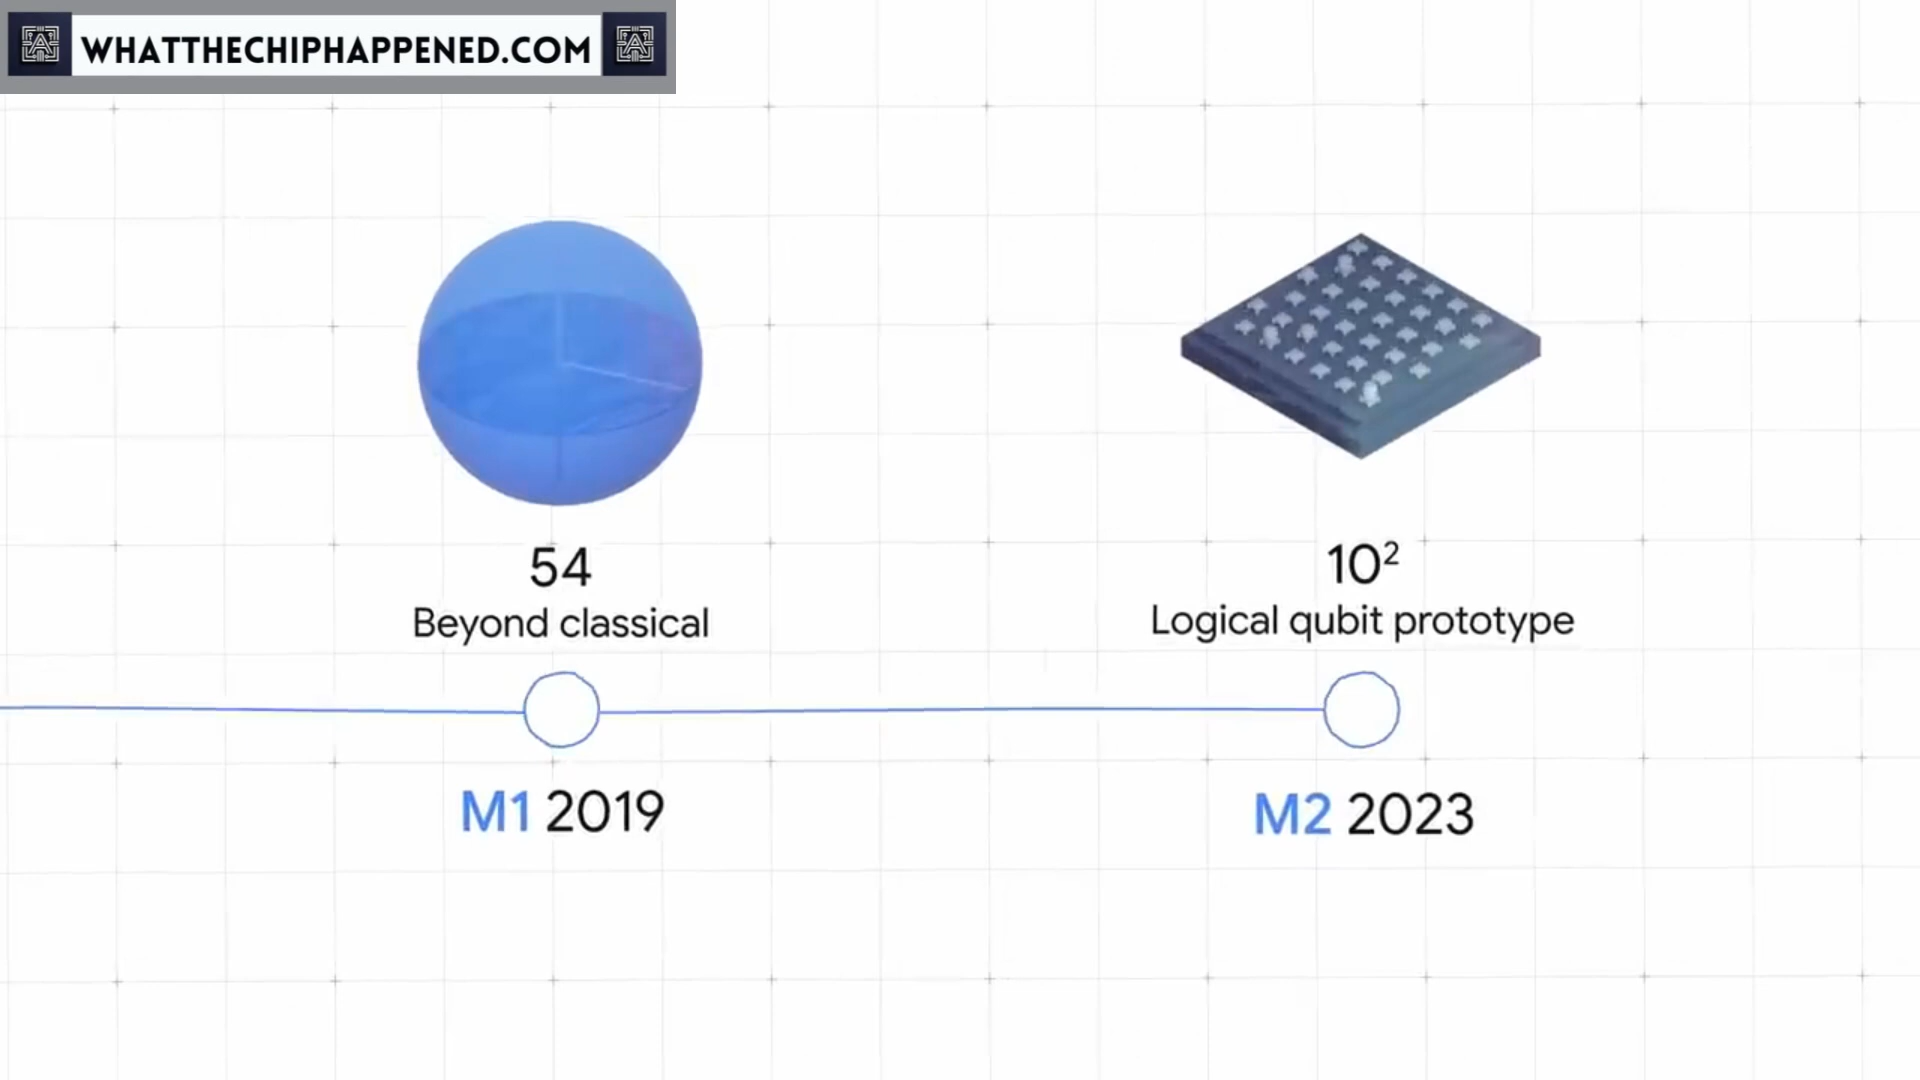 WHATTHECHIPHAPPENED.COM
54
Beyond classical
M1 2019
10²
Logical qubit prototype
M2 2023